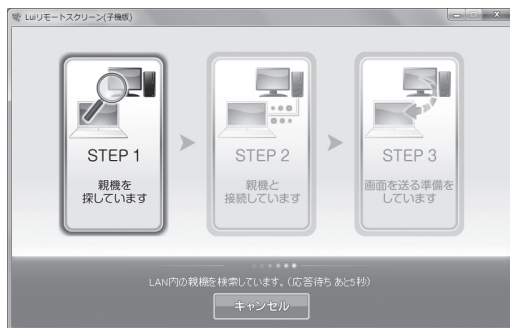 Luiリモートスクリーン(子機版)
STEP 1
親機を
探しています
STEP 2
親機と
接続しています
STEP 3
画面を送る準備を
しています
LAN内の親機を検索しています。(応答待ち あと5秒)
キャンセル